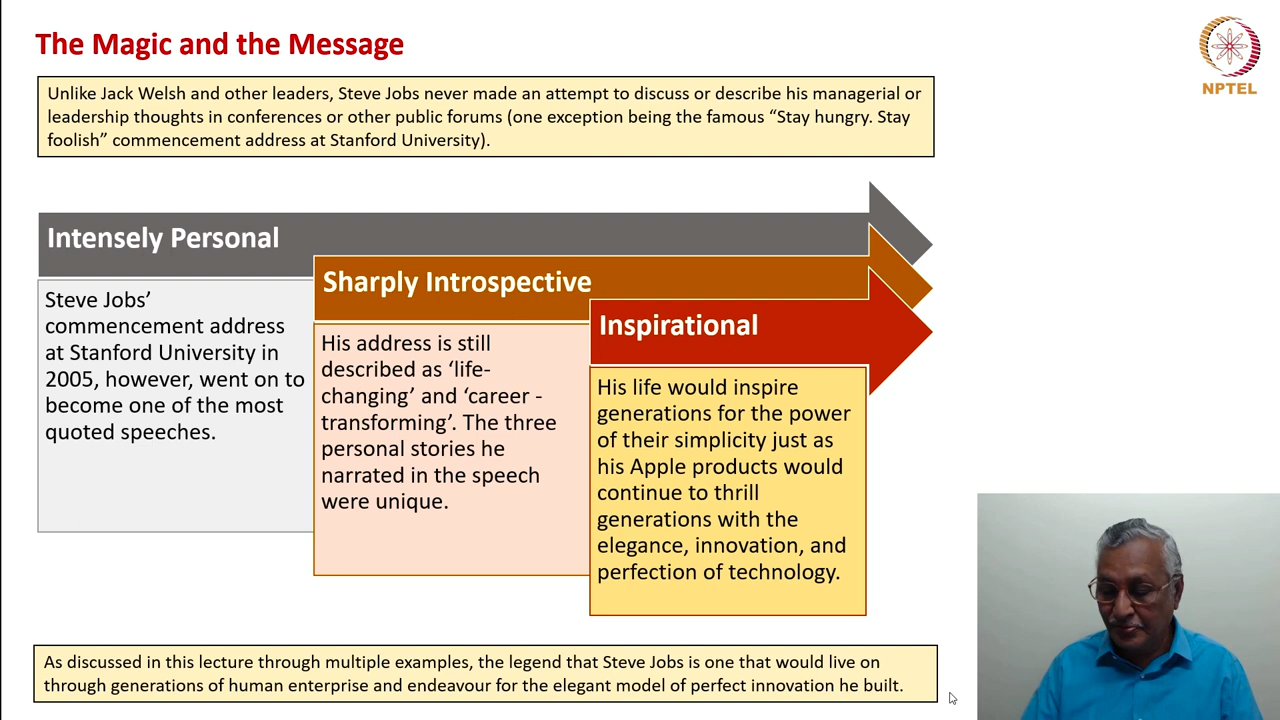 The Magic and the Message
NPTEL
Unlike Jack Welsh and other leaders, Steve Jobs never made an attempt to discuss or describe his managerial or
leadership thoughts in conferences or other public forums (one exception being the famous “Stay hungry. Stay
foolish” commencement address at Stanford University).
Intensely Personal
Steve Jobs’
commencement address
at Stanford University in
2005, however, went on to
become one of the most
quoted speeches.
Sharply Introspective
His address is still
described as ‘life-
changing’ and ‘career -
transforming’. The three
personal stories he
narrated in the speech
were unique.
Inspirational
His life would inspire
generations for the power
of their simplicity just as
his Apple products would
continue to thrill
generations with the
elegance, innovation, and
perfection of technology.
As discussed in this lecture through multiple examples, the legend that Steve Jobs is one that would live on
through generations of human enterprise and endeavour for the elegant model of perfect innovation he built.